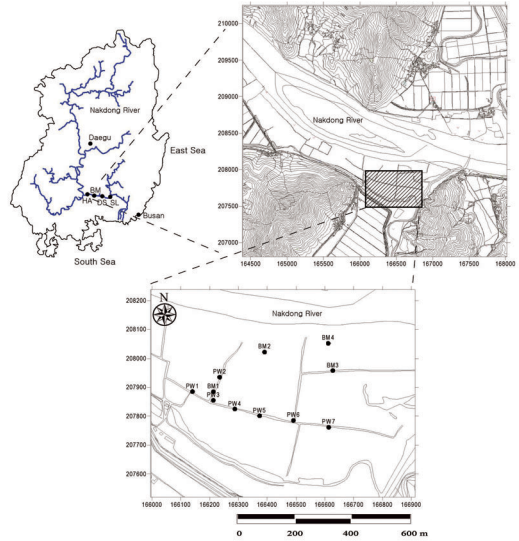 Nakdong River
Daegu
East Sea
BM
HA
DS
SL
Busan
South Sea
210000
209500
209000
208500
208000
207500
207000
Nakdong River
164500 165000 165500 166000 166500 167000 167500 168000
208200
208100
208000
207900
207800
207700
207600
N
Nakdong River
BM4
BM2
BM3
PW2
PW1
BM1
PW3
PW4
PW5
PW6
PW7
166000 166100 166200 166300 166400 166500 166600 166700 166800 166900
0 200 400 600 m